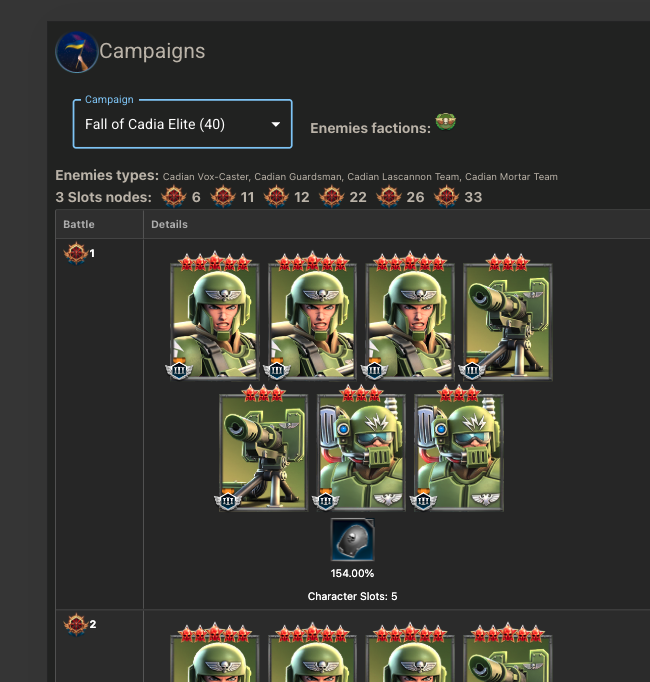 Campaigns
Campaign
Fall of Cadia Elite (40)
Enemies factions:
Enemies types: Cadian Vox-Caster, Cadian Guardsman, Cadian Lascannon Team, Cadian Mortar Team
3 Slots nodes: 6 11 12 22 26 33
Battle Details
1
154.00%
Character Slots: 5
2